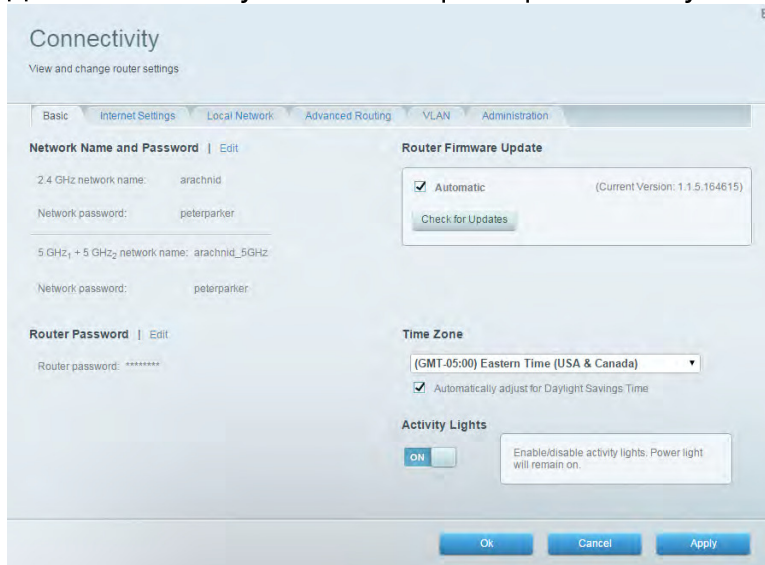 Connectivity
View and change router settings
Basic Internet Settings Local Network Advanced Routing VLAN Administration
Network Name and Password | Edit
2.4 GHz network name: arachnid
Network password: peterparker
5 GHz1 + 5 GHz2 network name: arachnid_5GHz
Network password: peterparker
Router Password | Edit
Router password: ********
Router Firmware Update
Automatic (Current Version: 1.1.5.164615)
Check for Updates
Time Zone
(GMT-05:00) Eastern Time (USA & Canada)
Automatically adjust for Daylight Savings Time
Activity Lights
ON
Enable/disable activity lights. Power light
will remain on.
Ok Cancel Apply